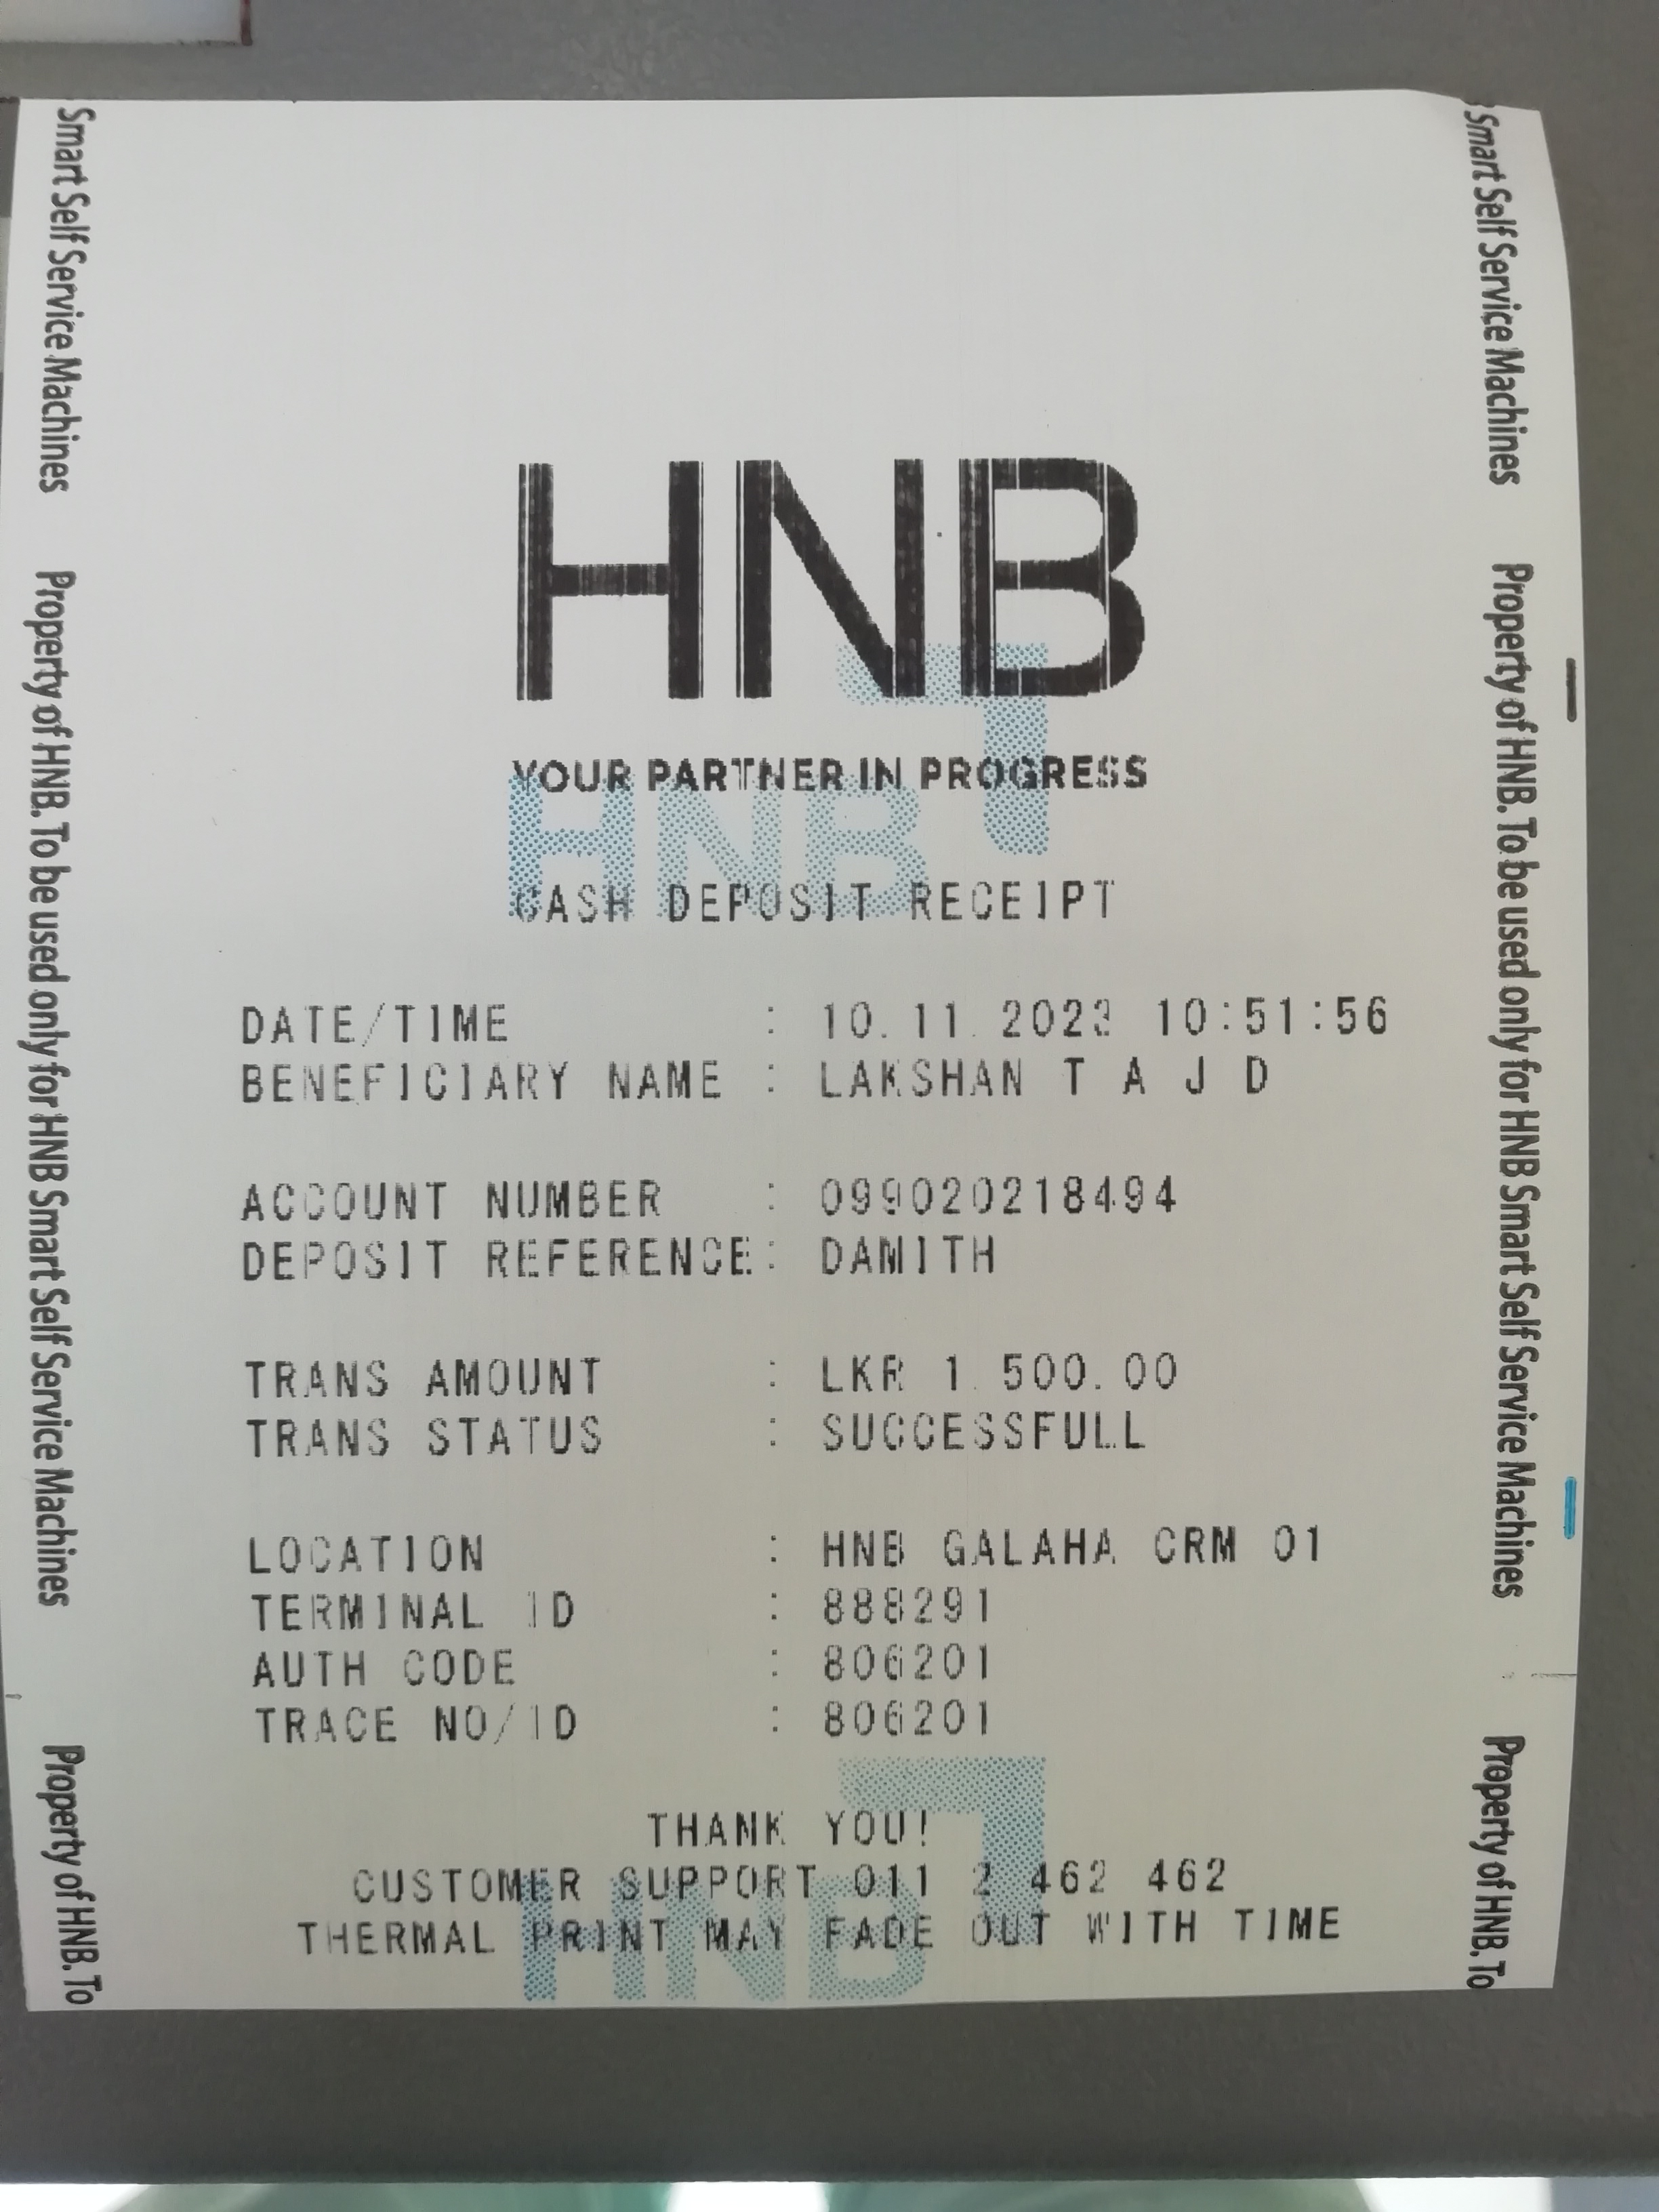 HNB
YOUR PARTNER IN PROGRESS
HNB
CASH DEPOSIT RECEIPT
DATE/TIME : 10.11.2023 10:51:56
BENEFICIARY NAME : LAKSHAN T A J D
ACCOUNT NUMBER : 099020218494
DEPOSIT REFERENCE: DAMITH
TRANS AMOUNT : LKR 1 500.00
TRANS STATUS : SUCCESSFULL
LOCATION : HNB GALAHA CRM 01
TERMINAL ID : 888291
AUTH CODE : 806201
TRACE NO/ID : 806201
THANK YOU!
CUSTOMER SUPPORT 011 2 462 462
THERMAL PRINT MAY FADE OUT WITH TIME
HNB
Smart Self Service Machines Property of HNB. To be used only for HNB Smart Self Service Machines Property of HNB. To
Smart Self Service Machines Property of HNB. To be used only for HNB Smart Self Service Machines Property of HNB. To